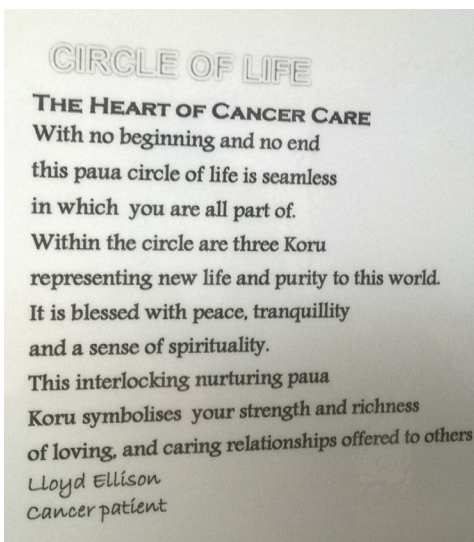 CIRCLE OF LIFE
THE HEART OF CANCER CARE
With no beginning and no end
this paua circle of life is seamless
in which you are all part of.
Within the circle are three Koru
representing new life and purity to this world.
It is blessed with peace, tranquillity
and a sense of spirituality.
This interlocking nurturing paua
Koru symbolises your strength and richness
of loving, and caring relationships offered to others
Lloyd Ellison
Cancer patient